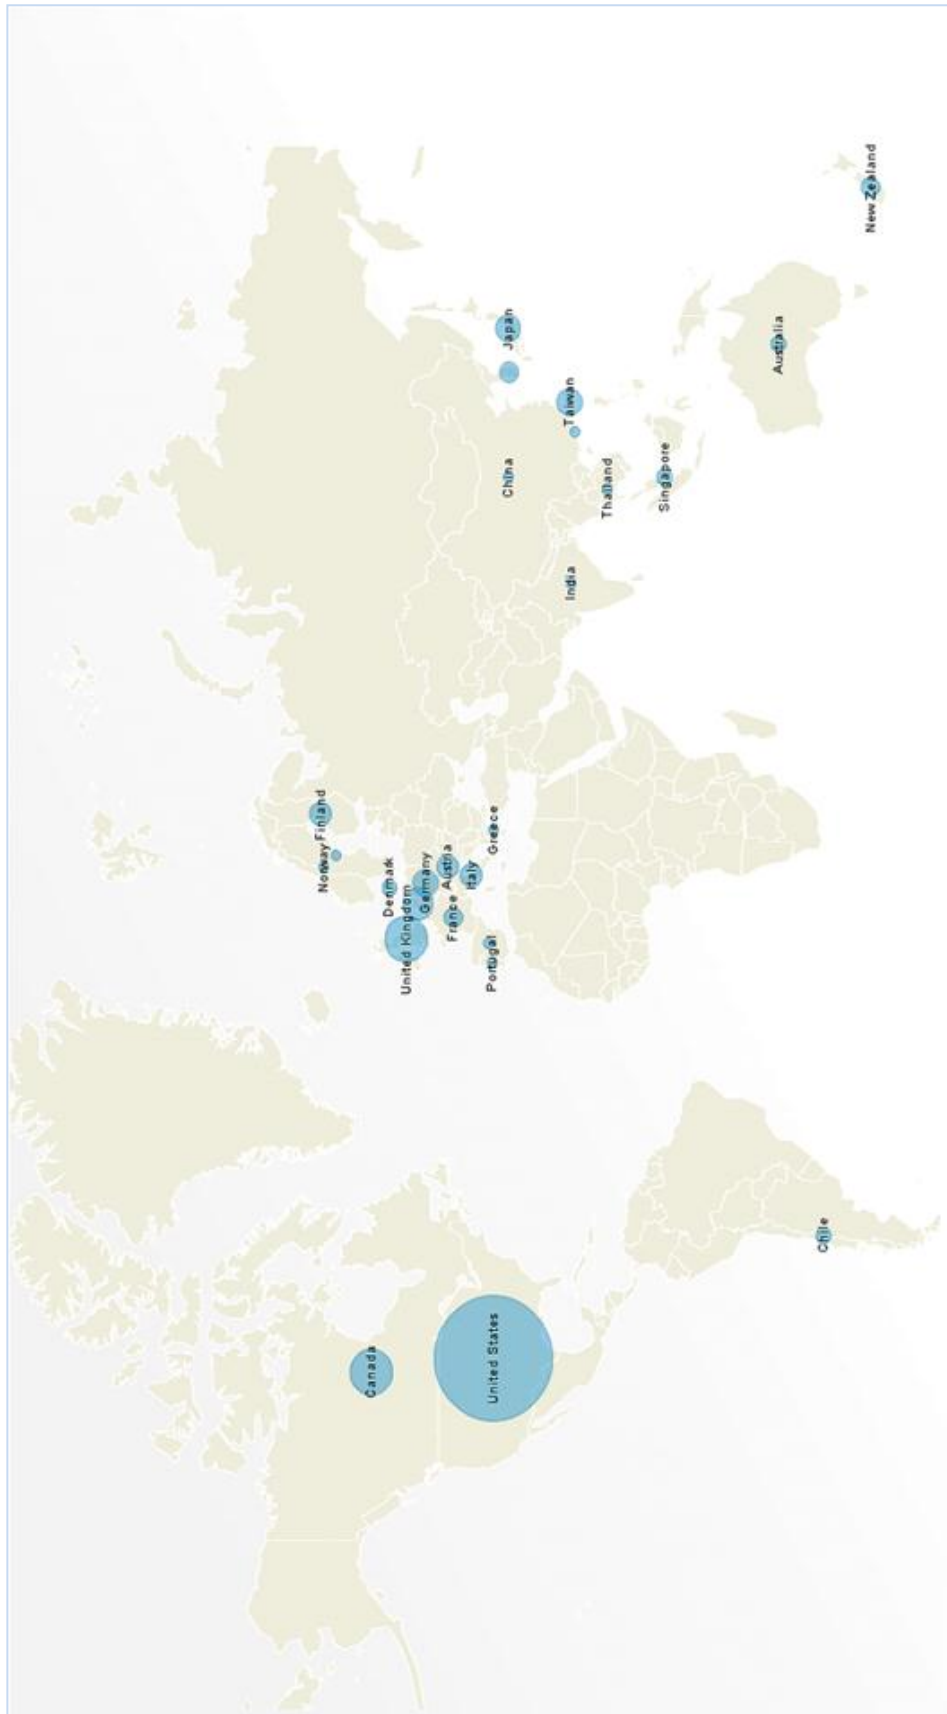 Canada
United States
Chile
Norway
Finland
Denmark
United Kingdom
Germany
Austria
France
Italy
Portugal
Greece
India
China
Thailand
Singapore
Taiwan
Japan
Australia
New Zealand